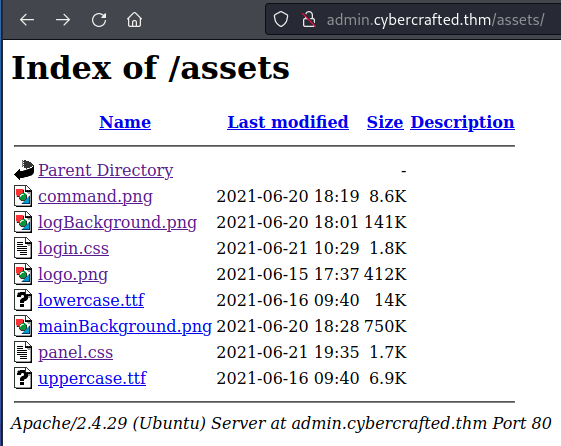 admin.cybercrafted.thm/assets/
Index of /assets
Name Last modified Size Description
Parent Directory -
command.png 2021-06-20 18:19 8.6K
logBackground.png 2021-06-20 18:01 141K
login.css 2021-06-21 10:29 1.8K
logo.png 2021-06-15 17:37 412K
lowercase.ttf 2021-06-16 09:40 14K
mainBackground.png 2021-06-20 18:28 750K
panel.css 2021-06-21 19:35 1.7K
uppercase.ttf 2021-06-16 09:40 6.9K
Apache/2.4.29 (Ubuntu) Server at admin.cybercrafted.thm Port 80